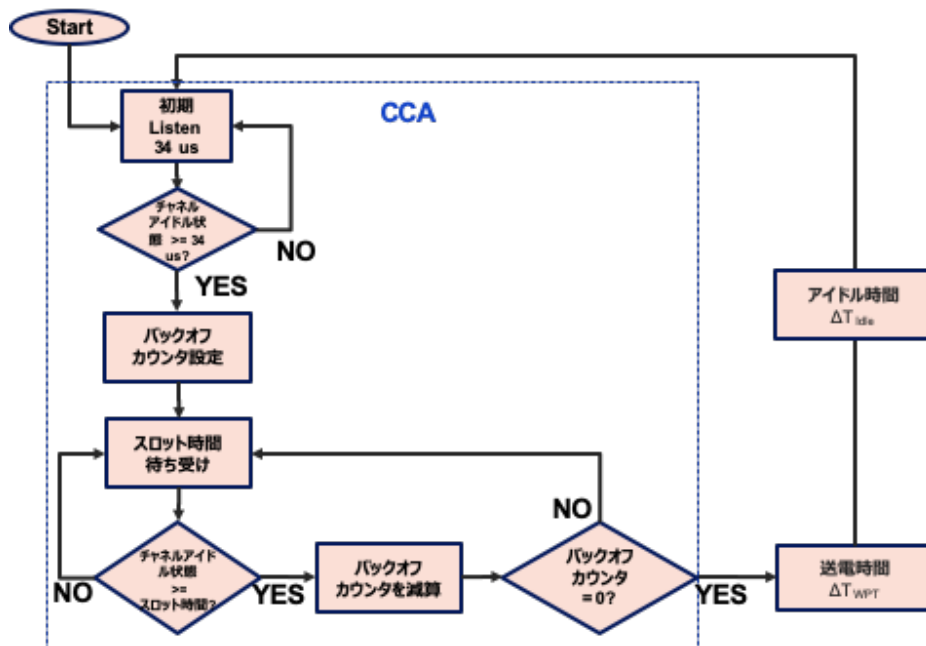 Start
CCA
初期
Listen
34 us
チャネル
アイドル状
態 >= 34
us?
NO
YES
バックオフ
カウンタ設定
アイドル時間
ΔT Idle
スロット時間
待ち受け
NO
チャネルアイド
ル状態
>=
スロット時間?
NO
YES
バックオフ
カウンタを減算
バックオフ
カウンタ
=0?
YES
送電時間
ΔT WPT